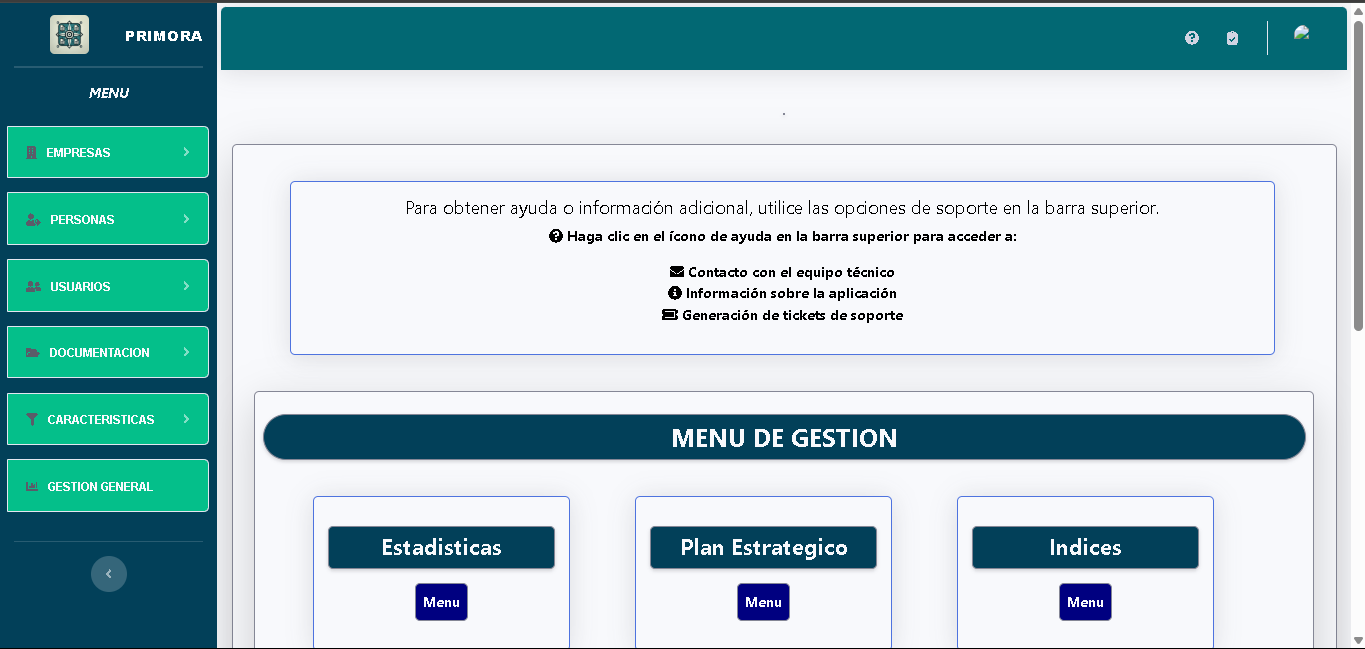 PRIMORA
MENU
EMPRESAS
PERSONAS
USUARIOS
DOCUMENTACION
CARACTERISTICAS
GESTION GENERAL
Para obtener ayuda o información adicional, utilice las opciones de soporte en la barra superior.
Haga clic en el ícono de ayuda en la barra superior para acceder a:
Contacto con el equipo técnico
Información sobre la aplicación
Generación de tickets de soporte
MENU DE GESTION
Estadisticas
Menu
Plan Estrategico
Menu
Indices
Menu